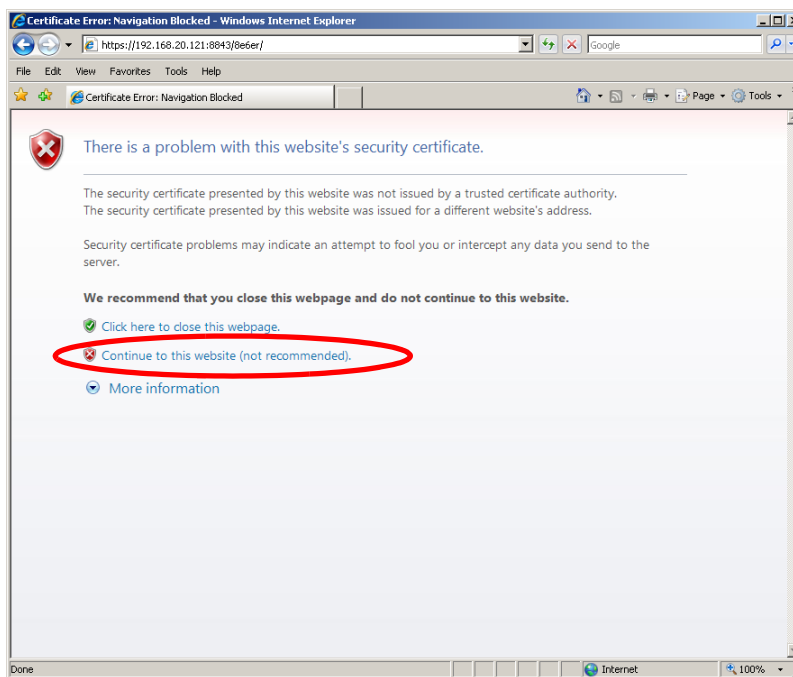 Certificate Error: Navigation Blocked - Windows Internet Explorer
https://192.168.20.121:8843/8e6er/
Google
File Edit View Favorites Tools Help
Certificate Error: Navigation Blocked
Page Tools
There is a problem with this website's security certificate.
The security certificate presented by this website was not issued by a trusted certificate authority.
The security certificate presented by this website was issued for a different website's address.
Security certificate problems may indicate an attempt to fool you or intercept any data you send to the
server.
We recommend that you close this webpage and do not continue to this website.
Click here to close this webpage.
Continue to this website (not recommended).
More information
Done
Internet
100%